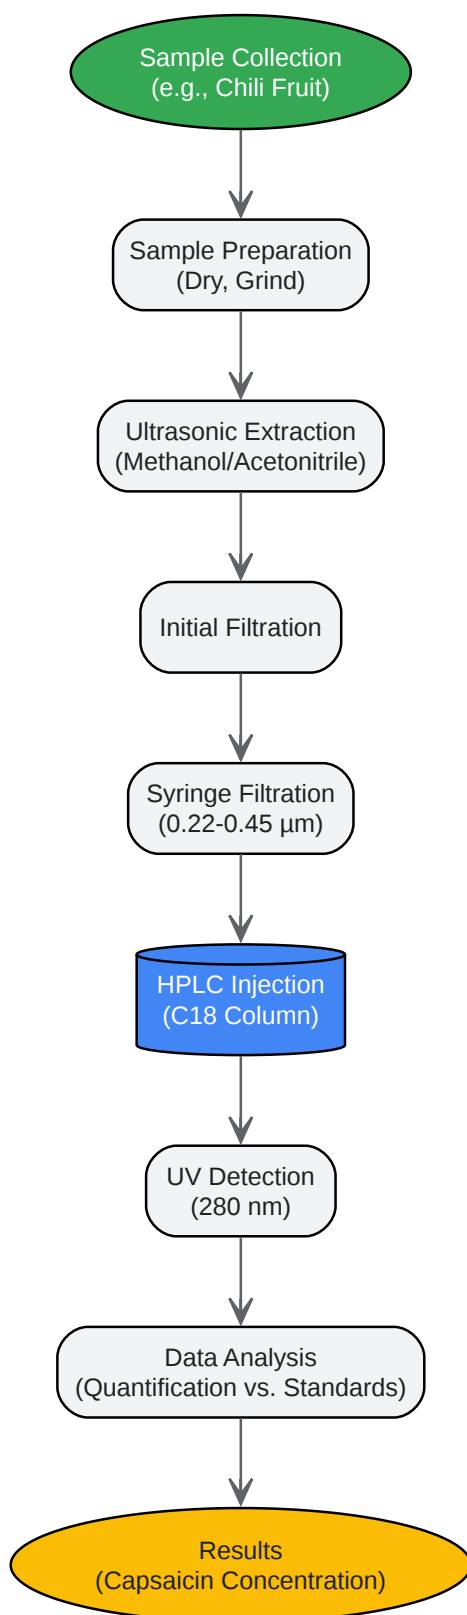 Sample Collection
(e.g., Chili Fruit)
Sample Preparation
(Dry, Grind)
Ultrasonic Extraction
(Methanol/Acetonitrile)
Initial Filtration
Syringe Filtration
(0.22-0.45 µm)
HPLC Injection
(C18 Column)
UV Detection
(280 nm)
Data Analysis
(Quantification vs. Standards)
Results
(Capsaicin Concentration)